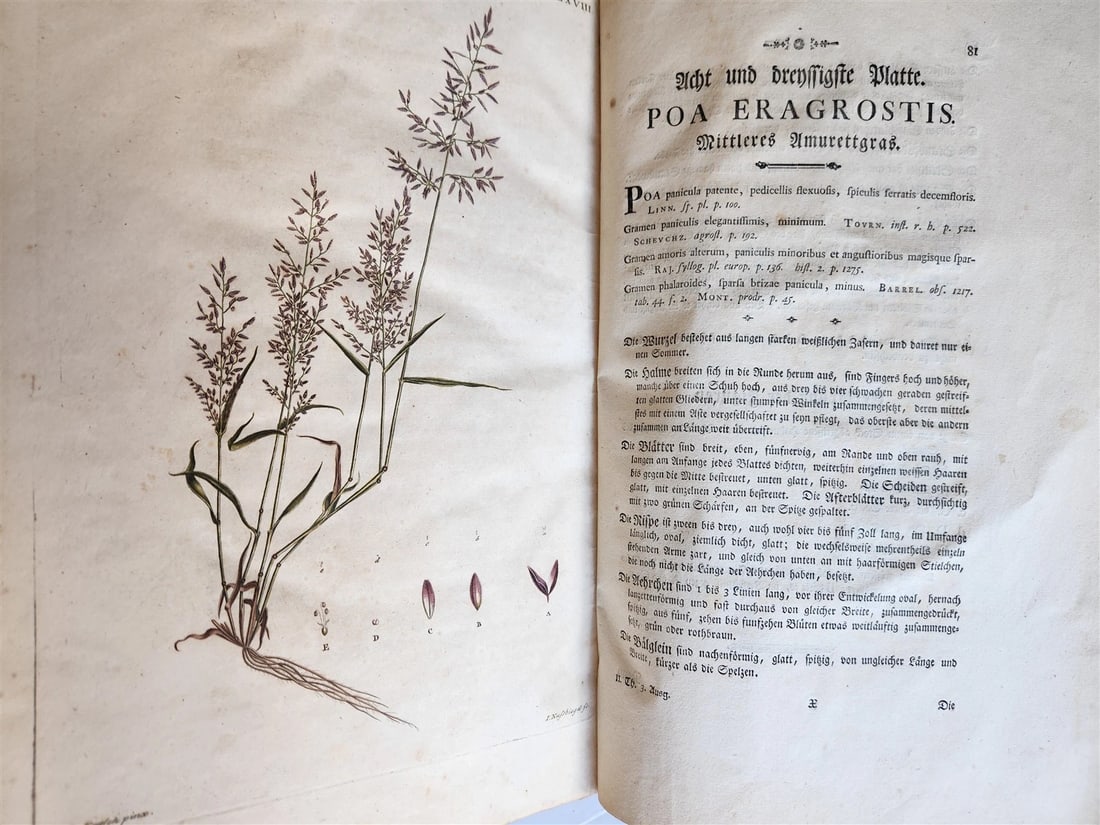 XVIII
E
D
C
B
A
pinx.
81
Acht und dreyſſigſte Platte.
POA ERAGROSTIS.
Mittleres Amurettgras.
POA panicula patente, pedicellis flexuoſis, ſpiculis ſerratis decemfloris.
LINN. ſp. pl. p. 100.
Gramen paniculis elegantiſſimis, minimum. TOVRN. inſt. r. h. p. 522.
SCHEVCHZ. agroſt. p. 192.
Gramen amoris alterum, paniculis minoribus et anguſtioribus magisque ſpar-
ſis. RAJ. ſyllog. pl. europ. p. 136. hiſt. 2. p. 1275.
Gramen phalaroides, ſparſa brizae panicula, minus. BARREL. obſ. 1217.
tab. 44. f. 2. MONT. prodr. p. 45.
Die Wurzel beſtehet aus langen ſtarken weißlichen Zaſern, und dauret nur ei-
nen Sommer.
Die Halme breiten ſich in die Runde herum aus, ſind Fingers hoch und höher,
manche über einen Schuh hoch, aus drey bis vier ſchwachen geraden geſtreif-
ten glatten Gliedern, unter ſtumpfen Winkeln zuſammengeſetzt, deren mittel-
ſtes mit einem Aſte vergeſellſchaftet zu ſeyn pflegt, das oberſte aber die andern
zuſammen an Länge weit übertrift.
Die Blätter ſind breit, eben, fünfnervig, am Rande und oben rauh, mit
langen am Anfange jedes Blattes dichten, weiterhin einzelnen weiſſen Haaren
bis gegen die Mitte beſtreuet, unten glatt, ſpitzig. Die Scheiden geſtreift,
glatt, mit einzelnen Haaren beſtreuet. Die Afterblätter kurz, durchſichtig
mit zwo grünen Schärfen, an der Spitze geſpaltet.
Die Riſpe iſt zween bis drey, auch wohl vier bis fünf Zoll lang, im Umfange
länglich, oval, ziemlich dicht, glatt; die wechſelsweiſe mehrentheils einzeln
ſtehenden Arme zart, und gleich von unten an mit haarförmigen Stielchen,
die noch nicht die Länge der Aehrchen haben, beſetzt.
Die Aehrchen ſind 1 bis 3 Linien lang, vor ihrer Entwickelung oval, hernach
lanzettenförmig und faſt durchaus von gleicher Breite, zuſammengedrückt,
ſpitzig, aus fünf, zehen bis funfzehen Blüten etwas weitläuftig zuſammenge-
ſetzt, grün oder rothbraun.
Die Bälglein ſind nachenförmig, glatt, ſpitzig, von ungleicher Länge und
Breite, kürzer als die Spelzen.
II. Th. 3. Ausg.
X
Die